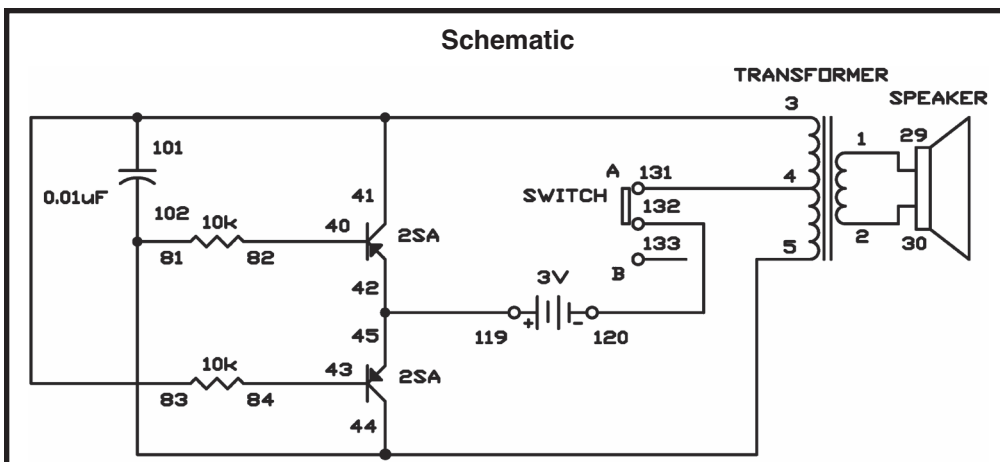 Schematic
TRANSFORMER
3
SPEAKER
101
1
29
A
131
0.01uF
41
4
SWITCH
132
102
10k
40
2SA
133
5
2
30
81
82
B
42
3V
45
+
-
119
120
10k
43
2SA
83
84
44